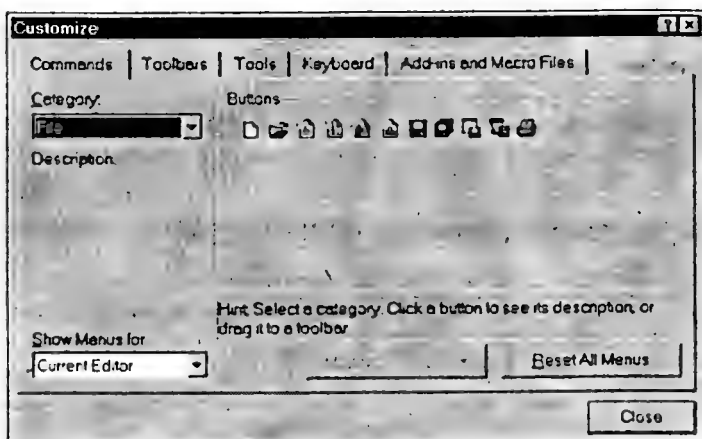 Customize
Commands | Toolbars | Tools | Keyboard | Add-ins and Macro Files
Category:
File
Buttons
Description:
Hint: Select a category. Click a button to see its description, or
drag it to a toolbar
Show Menus for
Current Editor
Reset All Menus
Close